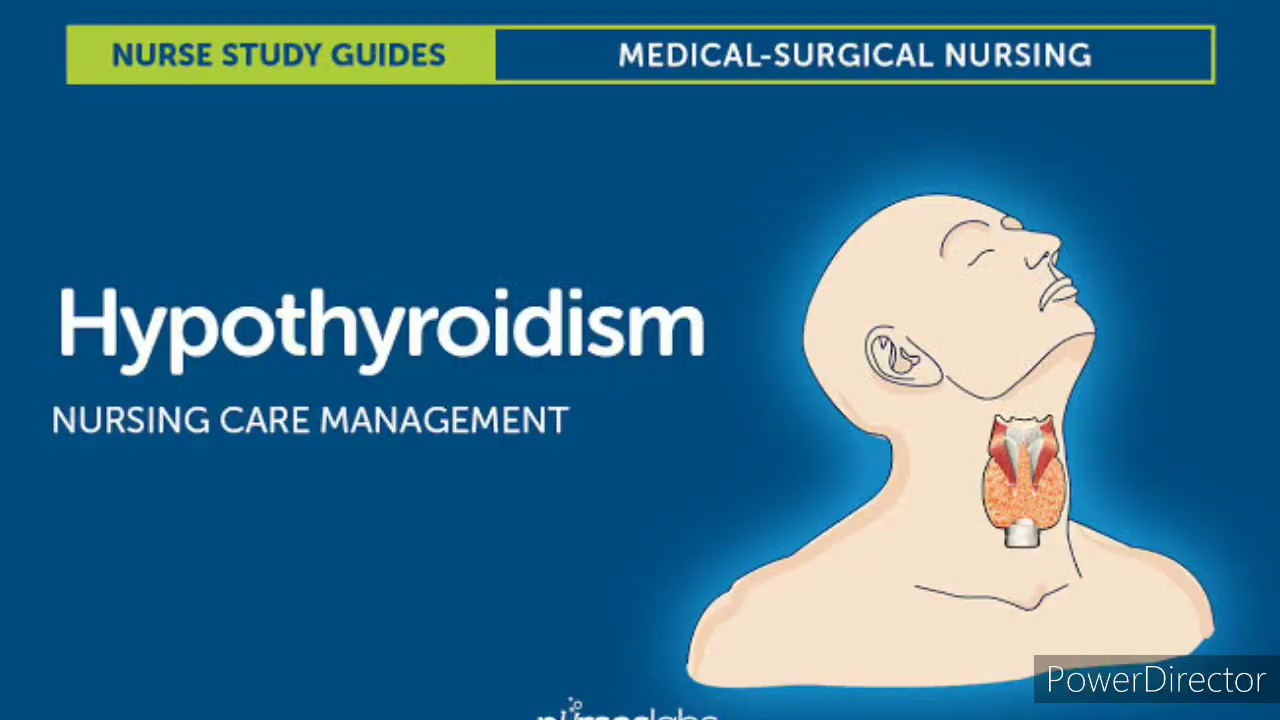 NURSE STUDY GUIDES
MEDICAL-SURGICAL NURSING
Hypothyroidism
NURSING CARE MANAGEMENT
PowerDirector